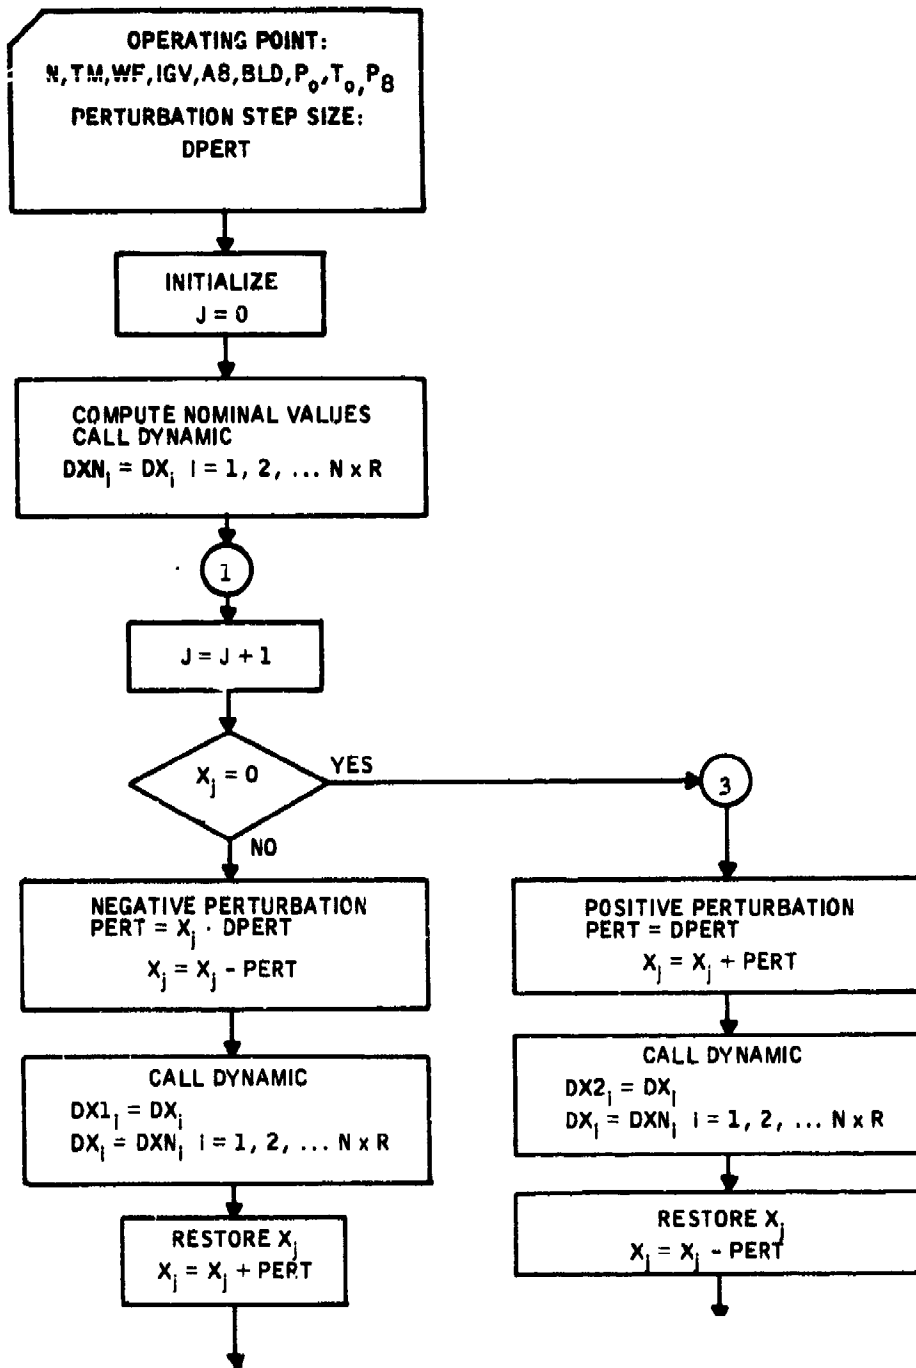 OPERATING POINT:
N,TM,WF,IGV,A8,BLD,P₀,T₀,P₈
PERTURBATION STEP SIZE:
DPERT
INITIALIZE
J = 0
COMPUTE NOMINAL VALUES
CALL DYNAMIC
DXNᵢ = DXᵢ I = 1, 2, ... N x R
1
J = J + 1
Xⱼ = 0
YES
3
NO
NEGATIVE PERTURBATION
PERT = Xⱼ · DPERT
Xⱼ = Xⱼ - PERT
CALL DYNAMIC
DX1ᵢ = DXᵢ
DXᵢ = DXNᵢ I = 1, 2, ... N x R
RESTORE Xⱼ
Xⱼ = Xⱼ + PERT
POSITIVE PERTURBATION
PERT = DPERT
Xⱼ = Xⱼ + PERT
CALL DYNAMIC
DX2ᵢ = DXᵢ
DXᵢ = DXNᵢ I = 1, 2, ... N x R
RESTORE Xⱼ
Xⱼ = Xⱼ - PERT